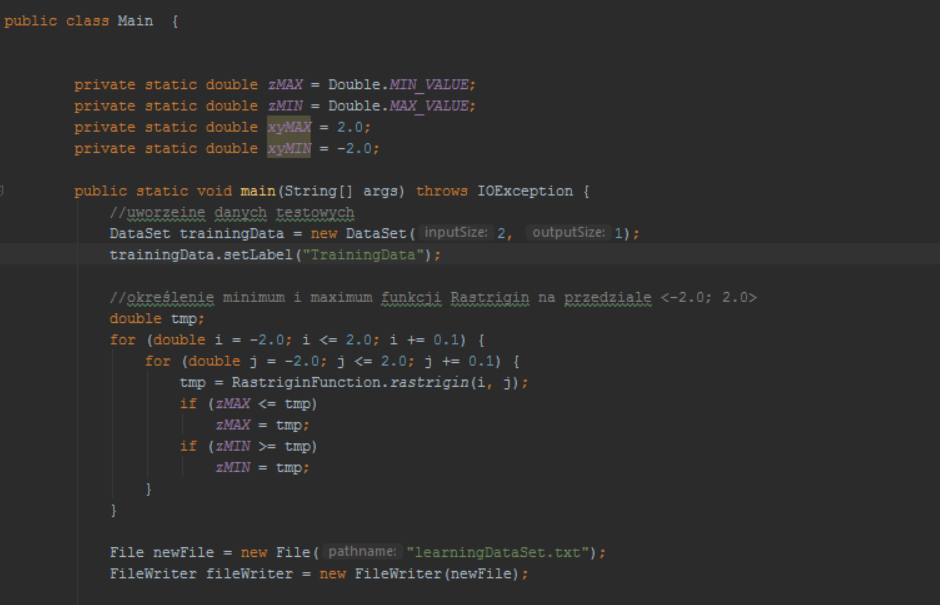 public class Main  {
private static double zMAX = Double.MIN_VALUE;
private static double zMIN = Double.MAX_VALUE;
private static double xyMAX = 2.0;
private static double xyMIN = -2.0;
public static void main(String[] args) throws IOException {
//uworzeine danych testowych
DataSet trainingData = new DataSet( inputSize: 2,  outputSize: 1);
trainingData.setLabel("TrainingData");
//określenie minimum i maximum funkcji Rastrigin na przedziale <-2.0; 2.0>
double tmp;
for (double i = -2.0; i <= 2.0; i += 0.1) {
for (double j = -2.0; j <= 2.0; j += 0.1) {
tmp = RastriginFunction.rastrigin(i, j);
if (zMAX <= tmp)
zMAX = tmp;
if (zMIN >= tmp)
zMIN = tmp;
}
}
File newFile = new File( pathname: "learningDataSet.txt");
FileWriter fileWriter = new FileWriter(newFile);